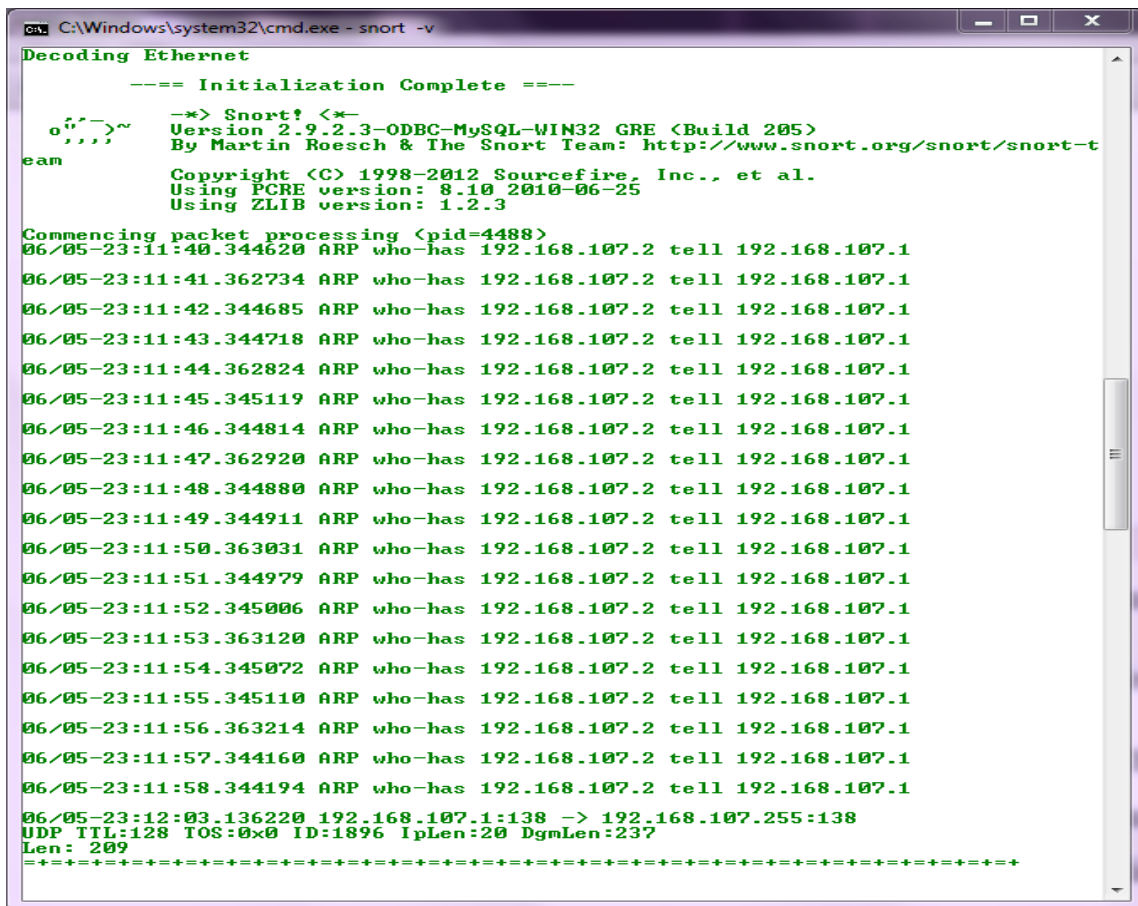 C:\Windows\system32\cmd.exe - snort -v
Decoding Ethernet
--== Initialization Complete ==--
,,_     -*> Snort! <*-
o"  )~   Version 2.9.2.3-ODBC-MySQL-WIN32 GRE (Build 205)
''''    By Martin Roesch & The Snort Team: http://www.snort.org/snort/snort-t
eam
Copyright (C) 1998-2012 Sourcefire, Inc., et al.
Using PCRE version: 8.10 2010-06-25
Using ZLIB version: 1.2.3
Commencing packet processing (pid=4488)
06/05-23:11:40.344620 ARP who-has 192.168.107.2 tell 192.168.107.1
06/05-23:11:41.362734 ARP who-has 192.168.107.2 tell 192.168.107.1
06/05-23:11:42.344685 ARP who-has 192.168.107.2 tell 192.168.107.1
06/05-23:11:43.344718 ARP who-has 192.168.107.2 tell 192.168.107.1
06/05-23:11:44.362824 ARP who-has 192.168.107.2 tell 192.168.107.1
06/05-23:11:45.345119 ARP who-has 192.168.107.2 tell 192.168.107.1
06/05-23:11:46.344814 ARP who-has 192.168.107.2 tell 192.168.107.1
06/05-23:11:47.362920 ARP who-has 192.168.107.2 tell 192.168.107.1
06/05-23:11:48.344880 ARP who-has 192.168.107.2 tell 192.168.107.1
06/05-23:11:49.344911 ARP who-has 192.168.107.2 tell 192.168.107.1
06/05-23:11:50.363031 ARP who-has 192.168.107.2 tell 192.168.107.1
06/05-23:11:51.344979 ARP who-has 192.168.107.2 tell 192.168.107.1
06/05-23:11:52.345006 ARP who-has 192.168.107.2 tell 192.168.107.1
06/05-23:11:53.363120 ARP who-has 192.168.107.2 tell 192.168.107.1
06/05-23:11:54.345072 ARP who-has 192.168.107.2 tell 192.168.107.1
06/05-23:11:55.345110 ARP who-has 192.168.107.2 tell 192.168.107.1
06/05-23:11:56.363214 ARP who-has 192.168.107.2 tell 192.168.107.1
06/05-23:11:57.344160 ARP who-has 192.168.107.2 tell 192.168.107.1
06/05-23:11:58.344194 ARP who-has 192.168.107.2 tell 192.168.107.1
06/05-23:12:03.136220 192.168.107.1:138 -> 192.168.107.255:138
UDP TTL:128 TOS:0x0 ID:1896 IpLen:20 DgmLen:237
Len: 209
=+=+=+=+=+=+=+=+=+=+=+=+=+=+=+=+=+=+=+=+=+=+=+=+=+=+=+=+=+=+=+=+=+=+=+=+=+